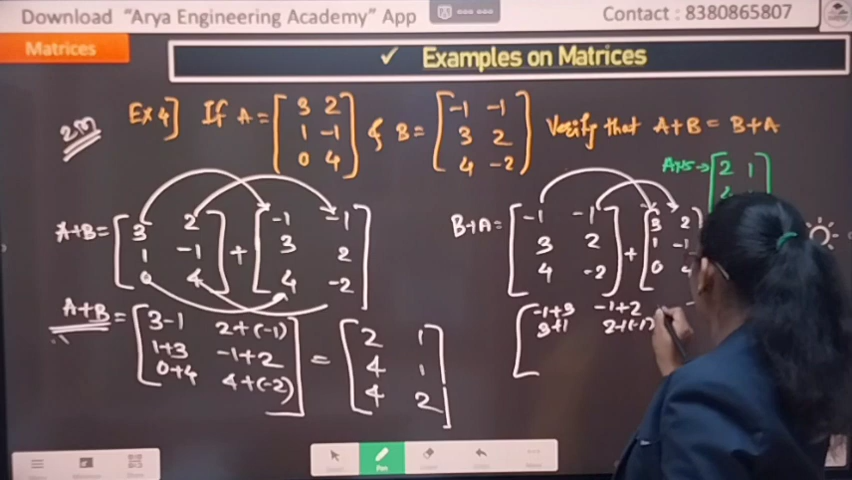 Download “Arya Engineering Academy” App
Contact : 8380865807
Matrices
✓ Examples on Matrices
2M
Ex 4] If A = [ 3 2 & B = [ -1 -1 Verify that A+B = B+A
1 -1 3 2
0 4 ] 4 -2 ]
Ans → [ 2 1
A+B = [ 3 2 + [ -1 -1
1 -1 3 2
0 4 ] 4 -2 ]
B+A = [ -1 -1 + [ 3 2
3 2 1 -1
4 -2 ] 0 4
A+B = [ 3-1 2+(-1) = [ 2 1
1+3 -1+2 4 1
0+4 4+(-2) ] 4 2 ]
[ -1+3 -1+2
3+1 2+(-1)
Pen